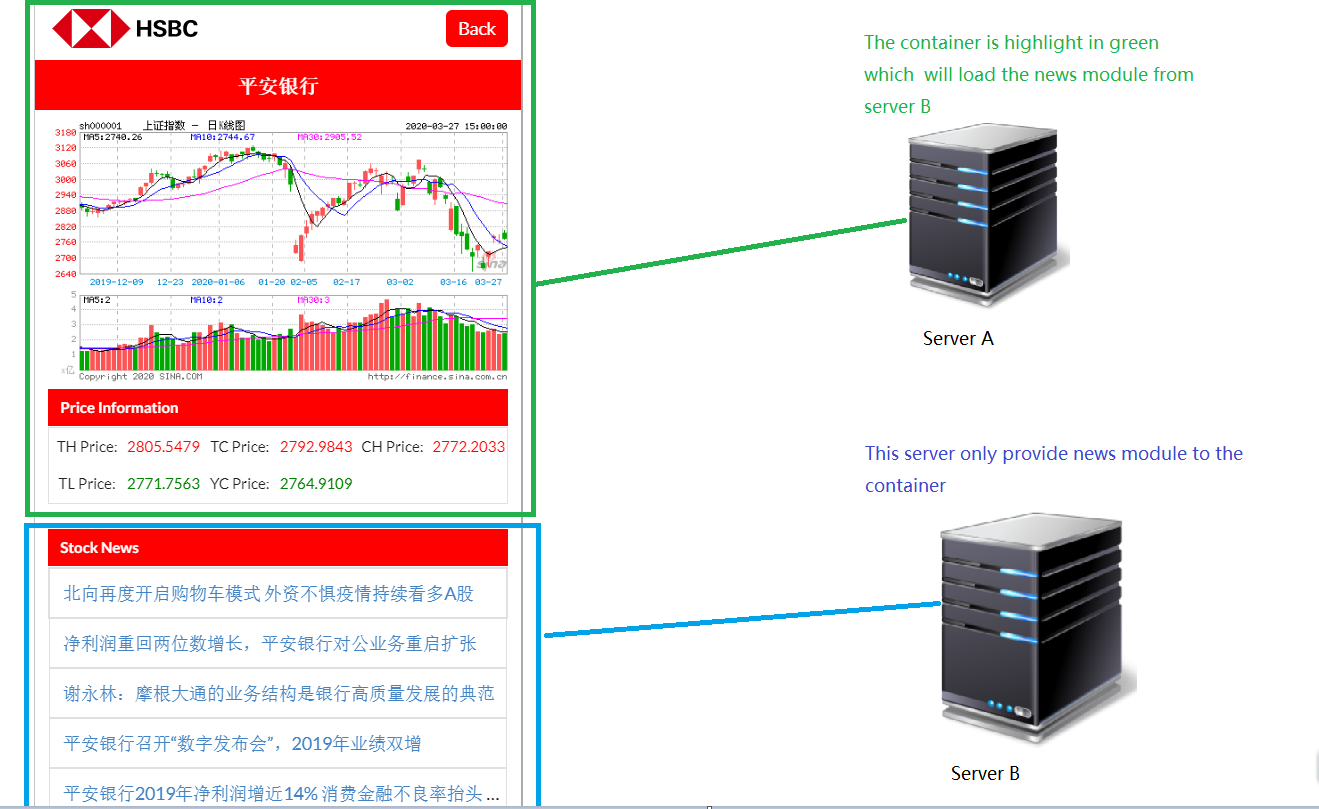 HSBC
Back
The container is highlight in green
which will load the news module from
server B
平安银行
sh000001 上证指数 - 日K线图 2020-03-27 15:00:00
MA5:2740.26 MA10:2744.67 MA30:2905.52
3180
3120
3060
3000
2940
2880
2820
2760
2700
2640
sina
2019-12-09 12-23 2020-01-06 01-20 02-05 02-17 03-02 03-16 03-27
MA5:2 MA10:2 MA30:3
5
4
3
2
1
x亿
Copyright 2020 SINA.COM http://finance.sina.com.cn
Server A
Price Information
TH Price: 2805.5479 TC Price: 2792.9843 CH Price: 2772.2033
TL Price: 2771.7563 YC Price: 2764.9109
This server only provide news module to the
container
Stock News
北向再度开启购物车模式 外资不惧疫情持续看多A股
净利润重回两位数增长，平安银行对公业务重启扩张
谢永林：摩根大通的业务结构是银行高质量发展的典范
平安银行召开“数字发布会”，2019年业绩双增
平安银行2019年净利润增近14% 消费金融不良率抬头 ...
Server B